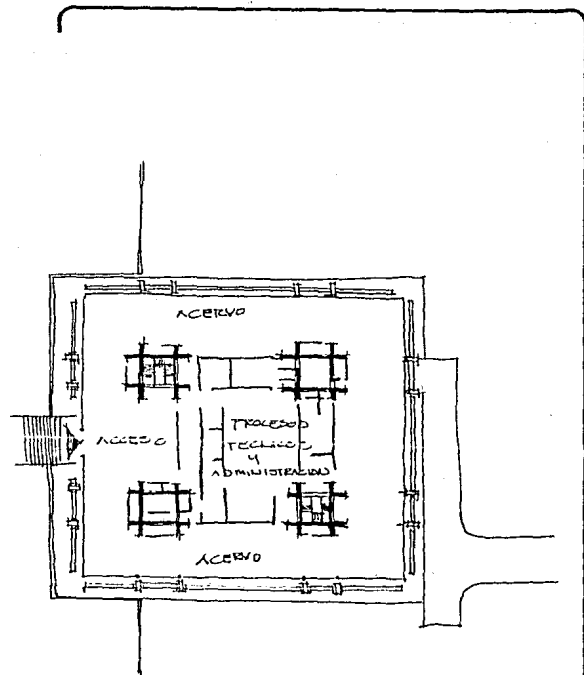 ACERVO
ACCESO
PROCESOS
TECNICOS
Y
ADMINISTRACION
ACERVO